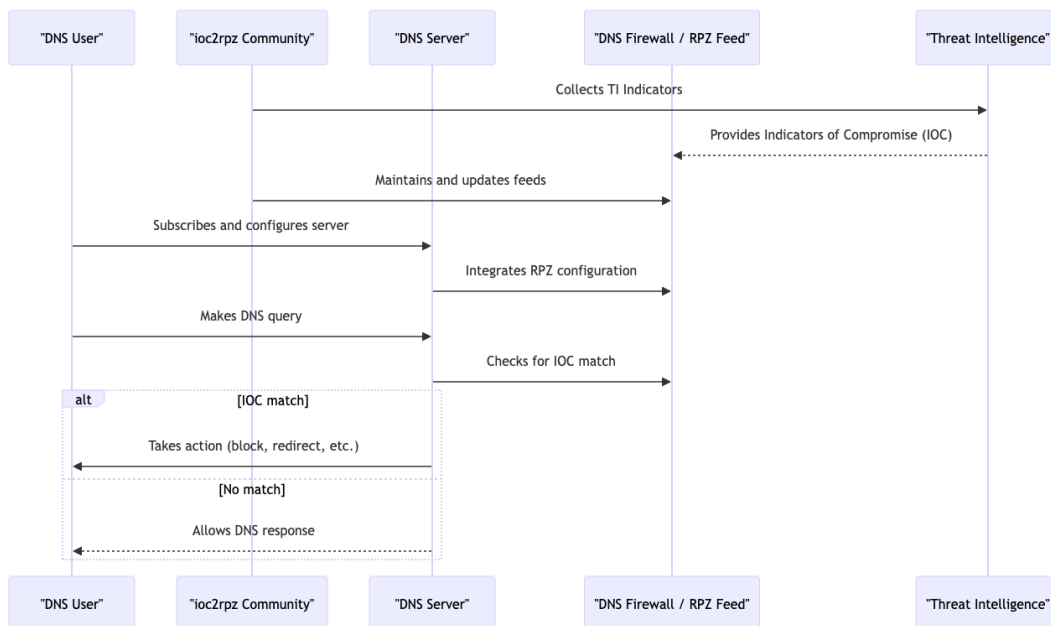 "DNS User"
"ioc2rpz Community"
"DNS Server"
"DNS Firewall / RPZ Feed"
"Threat Intelligence"
Collects TI Indicators
Provides Indicators of Compromise (IOC)
Maintains and updates feeds
Subscribes and configures server
Integrates RPZ configuration
Makes DNS query
Checks for IOC match
alt
[IOC match]
Takes action (block, redirect, etc.)
[No match]
Allows DNS response
"DNS User"
"ioc2rpz Community"
"DNS Server"
"DNS Firewall / RPZ Feed"
"Threat Intelligence"